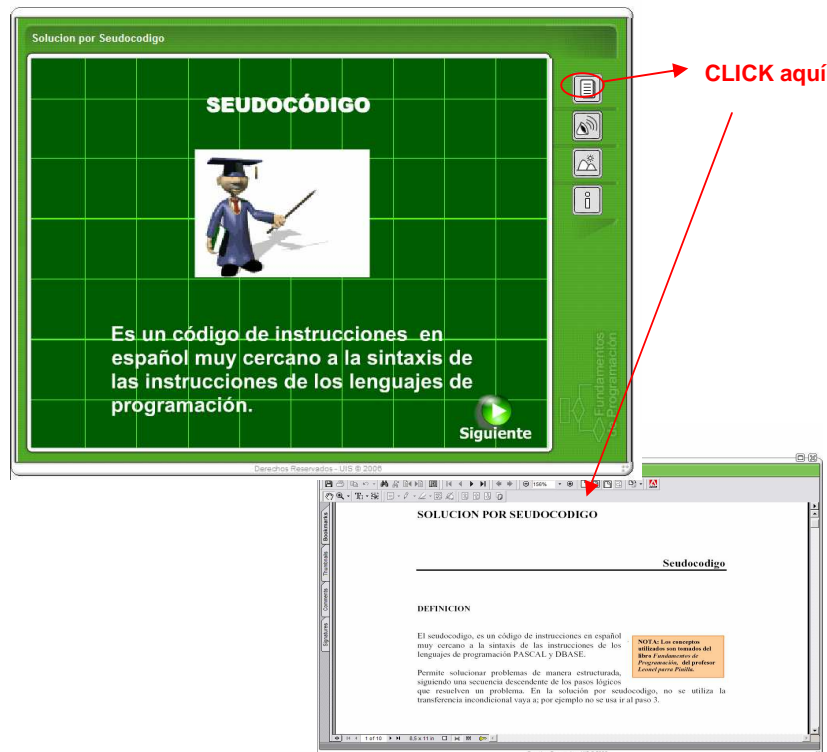 Solucion por Seudocodigo
SEUDOCÓDIGO
Es un código de instrucciones en
español muy cercano a la sintaxis de
las instrucciones de los lenguajes de
programación.
Siguiente
Fundamentos
de Programación
Derechos Reservados - UIS © 2006
CLICK aquí
156%
Bookmarks
Thumbnails
Comments
Signatures
SOLUCION POR SEUDOCODIGO
Seudocodigo
DEFINICION
El seudocodigo, es un código de instrucciones en español
muy cercano a la sintaxis de las instrucciones de los
lenguajes de programación PASCAL y DBASE.
NOTA: Los conceptos
utilizados son tomados del
libro Fundamentos de
Programación, del profesor
Leonel parra Pinilla.
Permite solucionar problemas de manera estructurada,
siguiendo una secuencia descendente de los pasos lógicos
que resuelven un problema. En la solución por seudocodigo, no se utiliza la
transferencia incondicional vaya a; por ejemplo no se usa ir al paso 3.
1 of 10
8,5 x 11 in